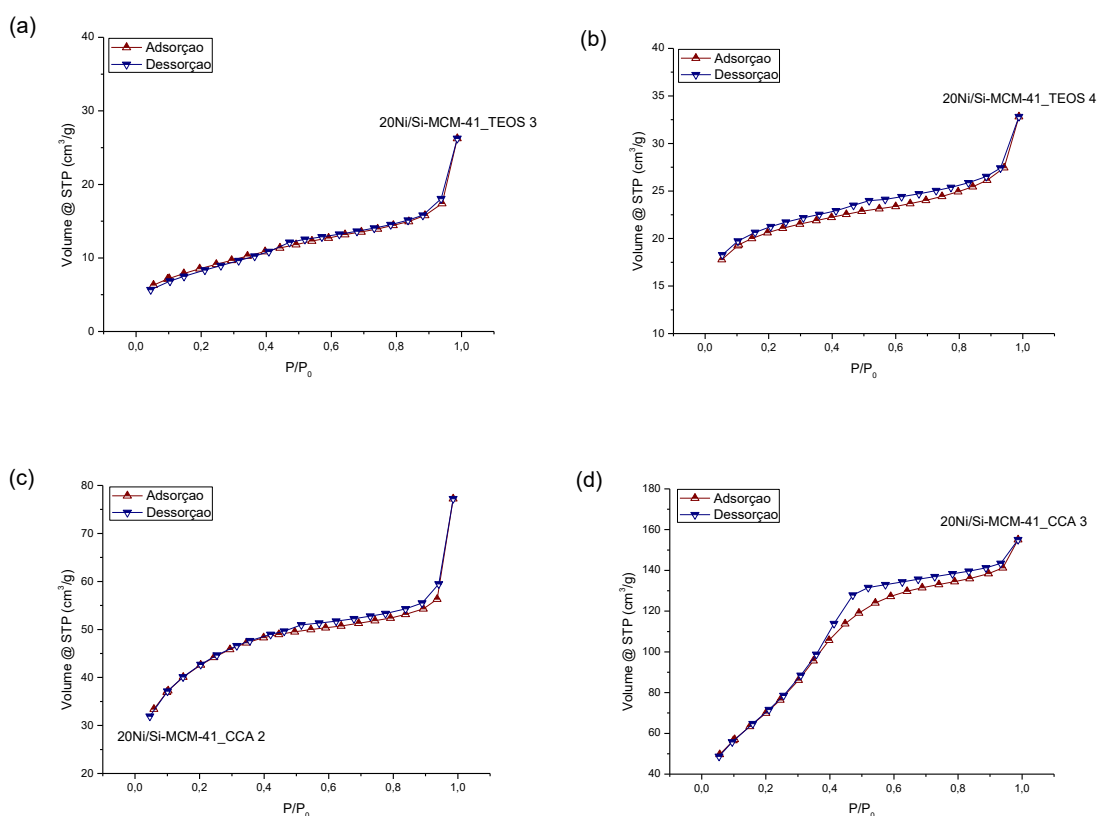 (a)
Adsorçao
Dessorçao
20Ni/Si-MCM-41_TEOS 3
Volume @ STP (cm³/g)
40
30
20
10
0
0,0 0,2 0,4 0,6 0,8 1,0
P/P₀
(b)
Adsorçao
Dessorçao
20Ni/Si-MCM-41_TEOS 4
Volume @ STP (cm³/g)
40
35
30
25
20
15
10
0,0 0,2 0,4 0,6 0,8 1,0
P/P₀
(c)
Adsorçao
Dessorçao
20Ni/Si-MCM-41_CCA 2
Volume @ STP (cm³/g)
80
70
60
50
40
30
20
0,0 0,2 0,4 0,6 0,8 1,0
P/P₀
(d)
Adsorçao
Dessorçao
20Ni/Si-MCM-41_CCA 3
Volume @ STP (cm³/g)
180
160
140
120
100
80
60
40
0,0 0,2 0,4 0,6 0,8 1,0
P/P₀